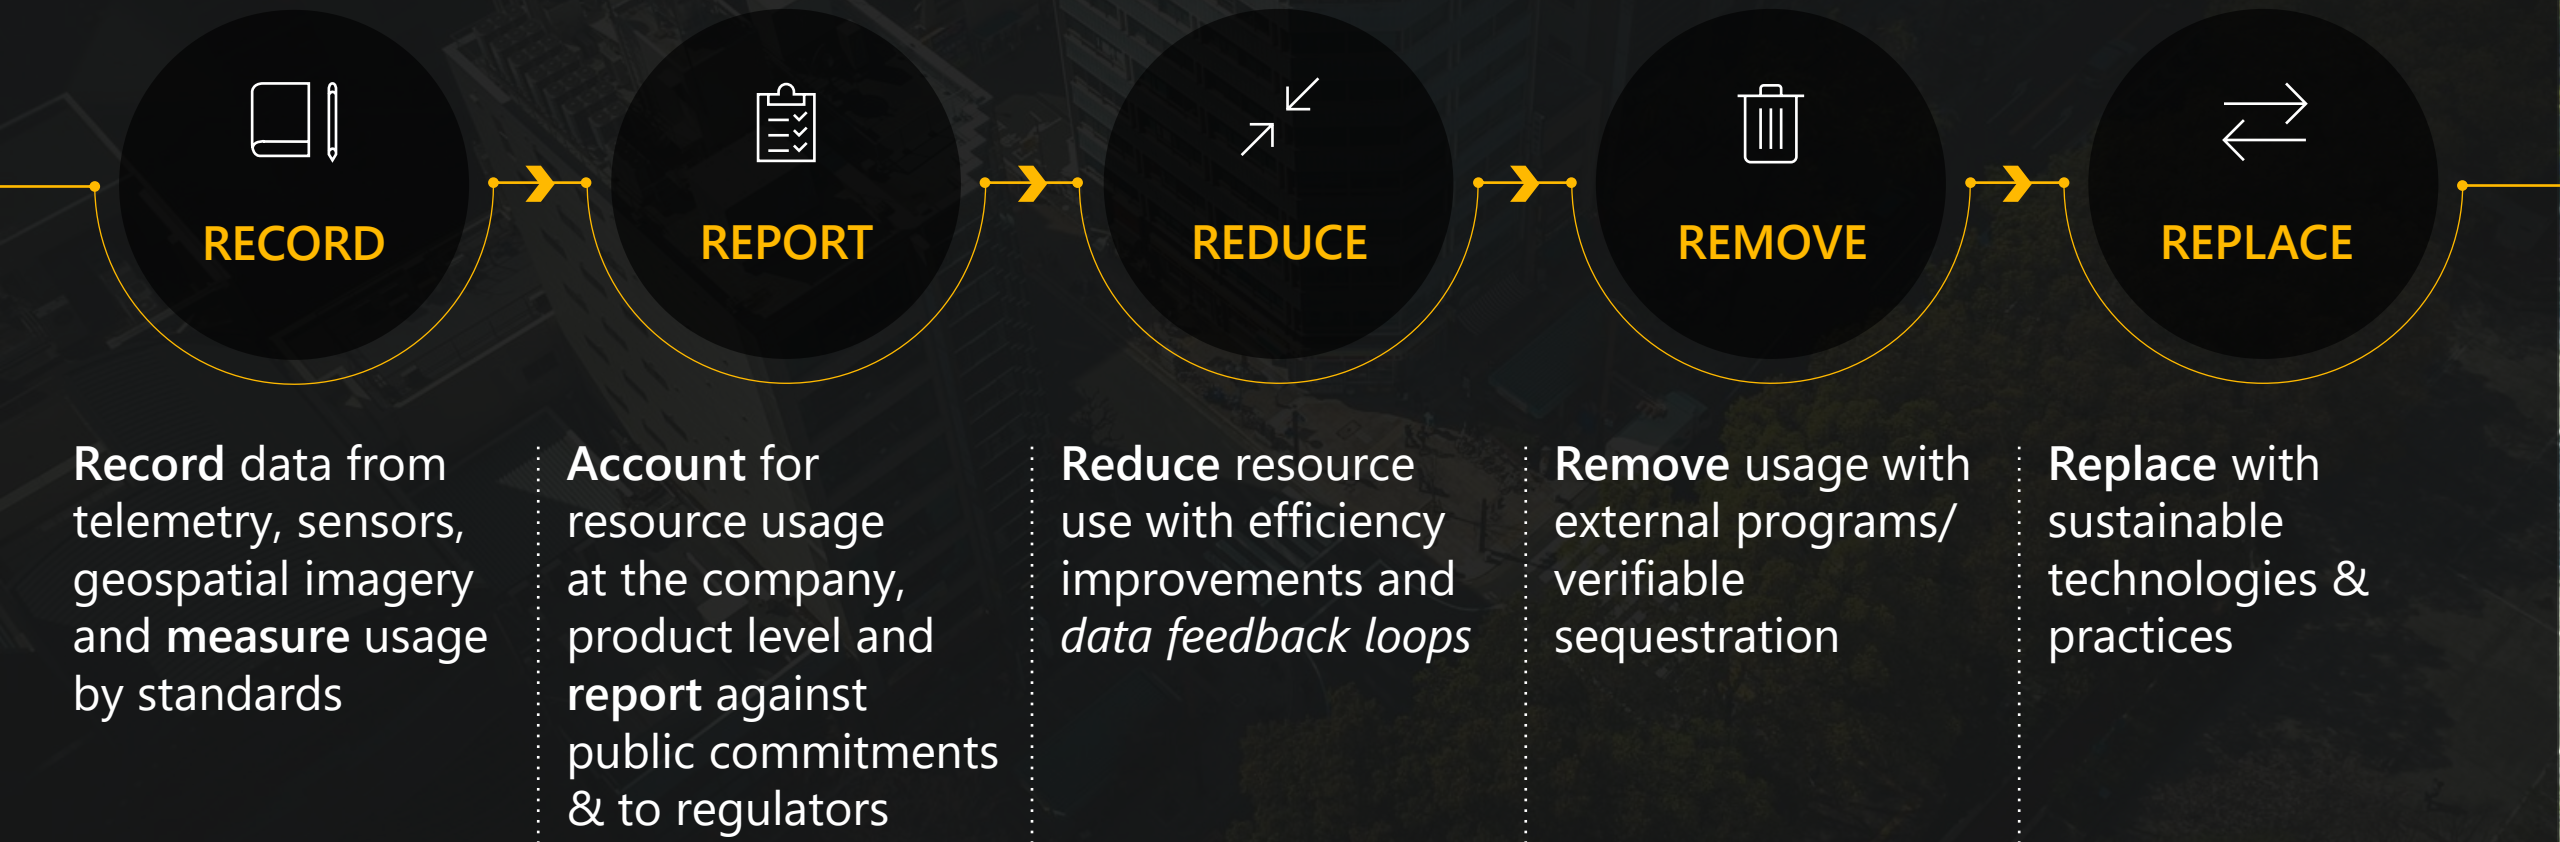 RECORD
REPORT
REDUCE
REMOVE
REPLACE
Record data from
telemetry, sensors,
geospatial imagery
and measure usage
by standards
Account for
resource usage
at the company,
product level and
report against
public commitments
& to regulators
Reduce resource
use with efficiency
improvements and
data feedback loops
Remove usage with
external programs/
verifiable
sequestration
Replace with
sustainable
technologies &
practices